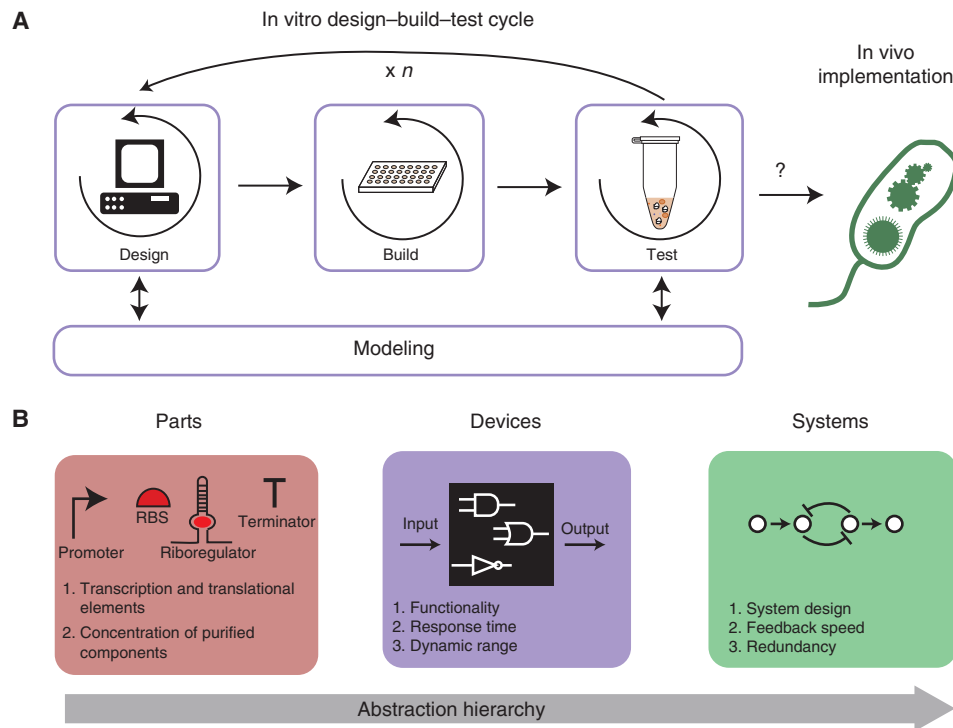 A
In vitro design–build–test cycle
x n
In vivo
implementation
?
Design
Build
Test
Modeling
B
Parts
Devices
Systems
RBS
Terminator
Promoter
Riboregulator
1. Transcription and translational
elements
2. Concentration of purified
components
Input
Output
1. Functionality
2. Response time
3. Dynamic range
1. System design
2. Feedback speed
3. Redundancy
Abstraction hierarchy